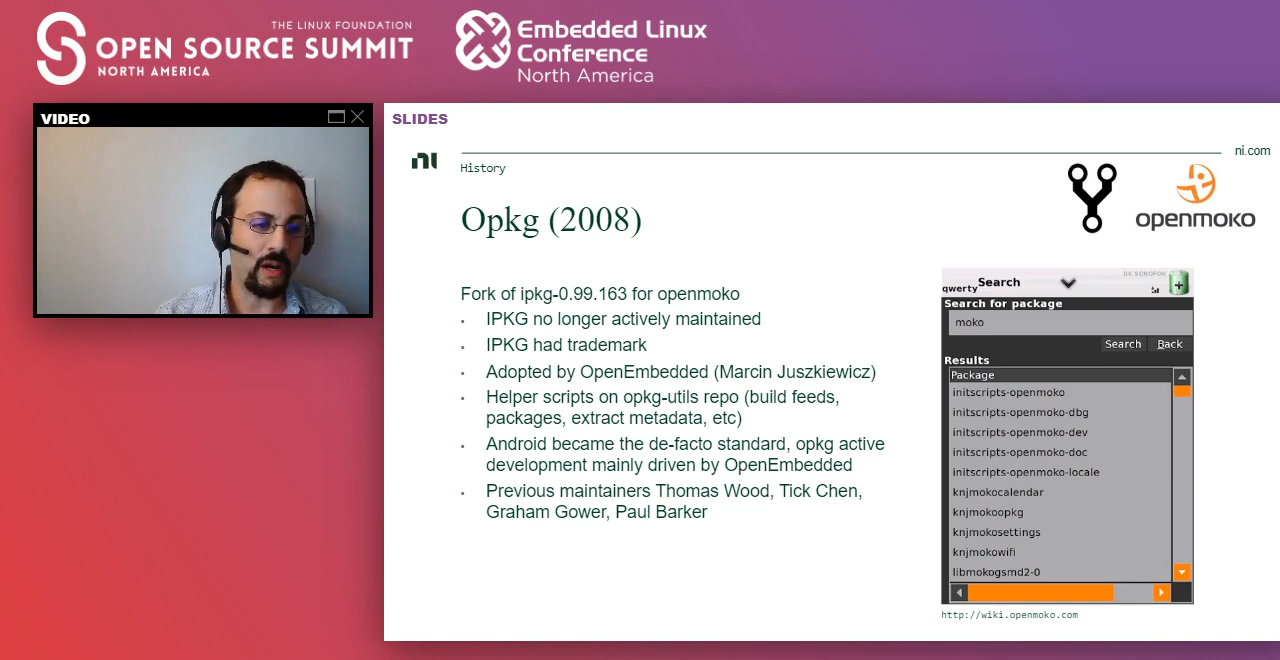 THE LINUX FOUNDATION
OPEN SOURCE SUMMIT
NORTH AMERICA
Embedded Linux
Conference
North America
VIDEO
SLIDES
ni
ni.com
History
openmoko
Opkg (2008)
Fork of ipkg-0.99.163 for openmoko
IPKG no longer actively maintained
IPKG had trademark
Adopted by OpenEmbedded (Marcin Juszkiewicz)
Helper scripts on opkg-utils repo (build feeds,
packages, extract metadata, etc)
Android became the de-facto standard, opkg active
development mainly driven by OpenEmbedded
Previous maintainers Thomas Wood, Tick Chen,
Graham Gower, Paul Barker
DK SONOFON
qwerty Search
Search for package
moko
Search Back
Results
Package
initscripts-openmoko
initscripts-openmoko-dbg
initscripts-openmoko-dev
initscripts-openmoko-doc
initscripts-openmoko-locale
knjmokocalendar
knjmokoopkg
knjmokosettings
knjmokowifi
libmokogsmd2-0
http://wiki.openmoko.com